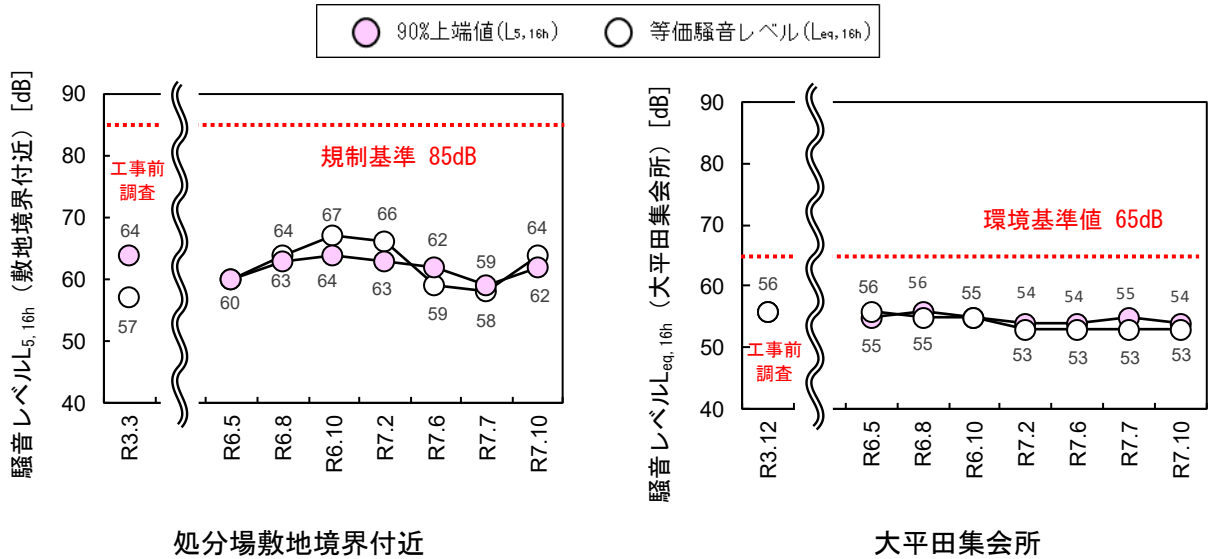 90%上端値(L5,16h) 等価騒音レベル(Leq,16h)
騒音レベルL5,16h（敷地境界付近） [dB]
90
80
70
60
50
40
規制基準 85dB
工事前
調査
64
57
64
67
66
62
59
64
60
63
64
63
59
58
62
R3.3
R6.5
R6.8
R6.10
R7.2
R7.6
R7.7
R7.10
処分場敷地境界付近
騒音レベルLeq,16h（大平田集会所） [dB]
90
80
70
60
50
40
環境基準値 65dB
56
工事前
調査
56
56
55
54
54
55
54
55
55
53
53
53
53
R3.12
R6.5
R6.8
R6.10
R7.2
R7.6
R7.7
R7.10
大平田集会所